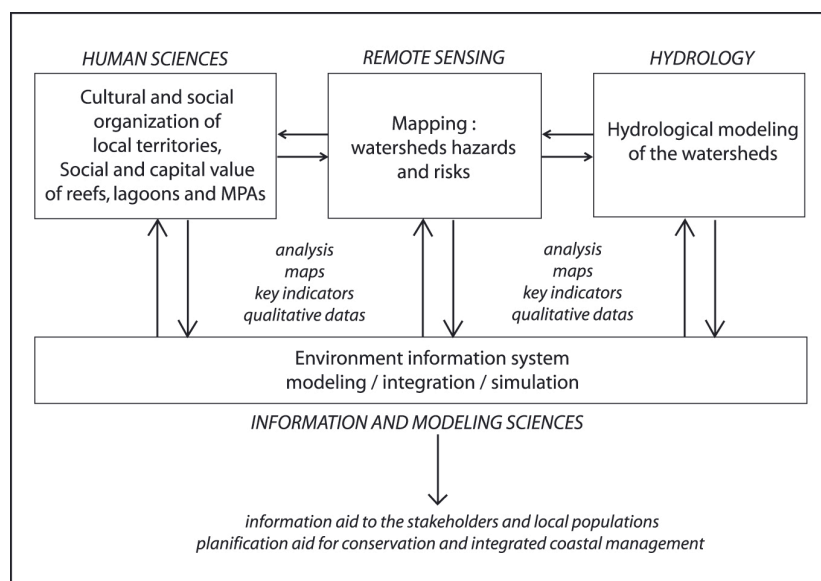 HUMAN SCIENCES
Cultural and social
organization of
local territories,
Social and capital value
of reefs, lagoons and MPAs
REMOTE SENSING
Mapping :
watersheds hazards
and risks
HYDROLOGY
Hydrological modeling
of the watersheds
analysis
maps
key indicators
qualitative datas
analysis
maps
key indicators
qualitative datas
Environment information system
modeling / integration / simulation
INFORMATION AND MODELING SCIENCES
information aid to the stakeholders and local populations
planification aid for conservation and integrated coastal management